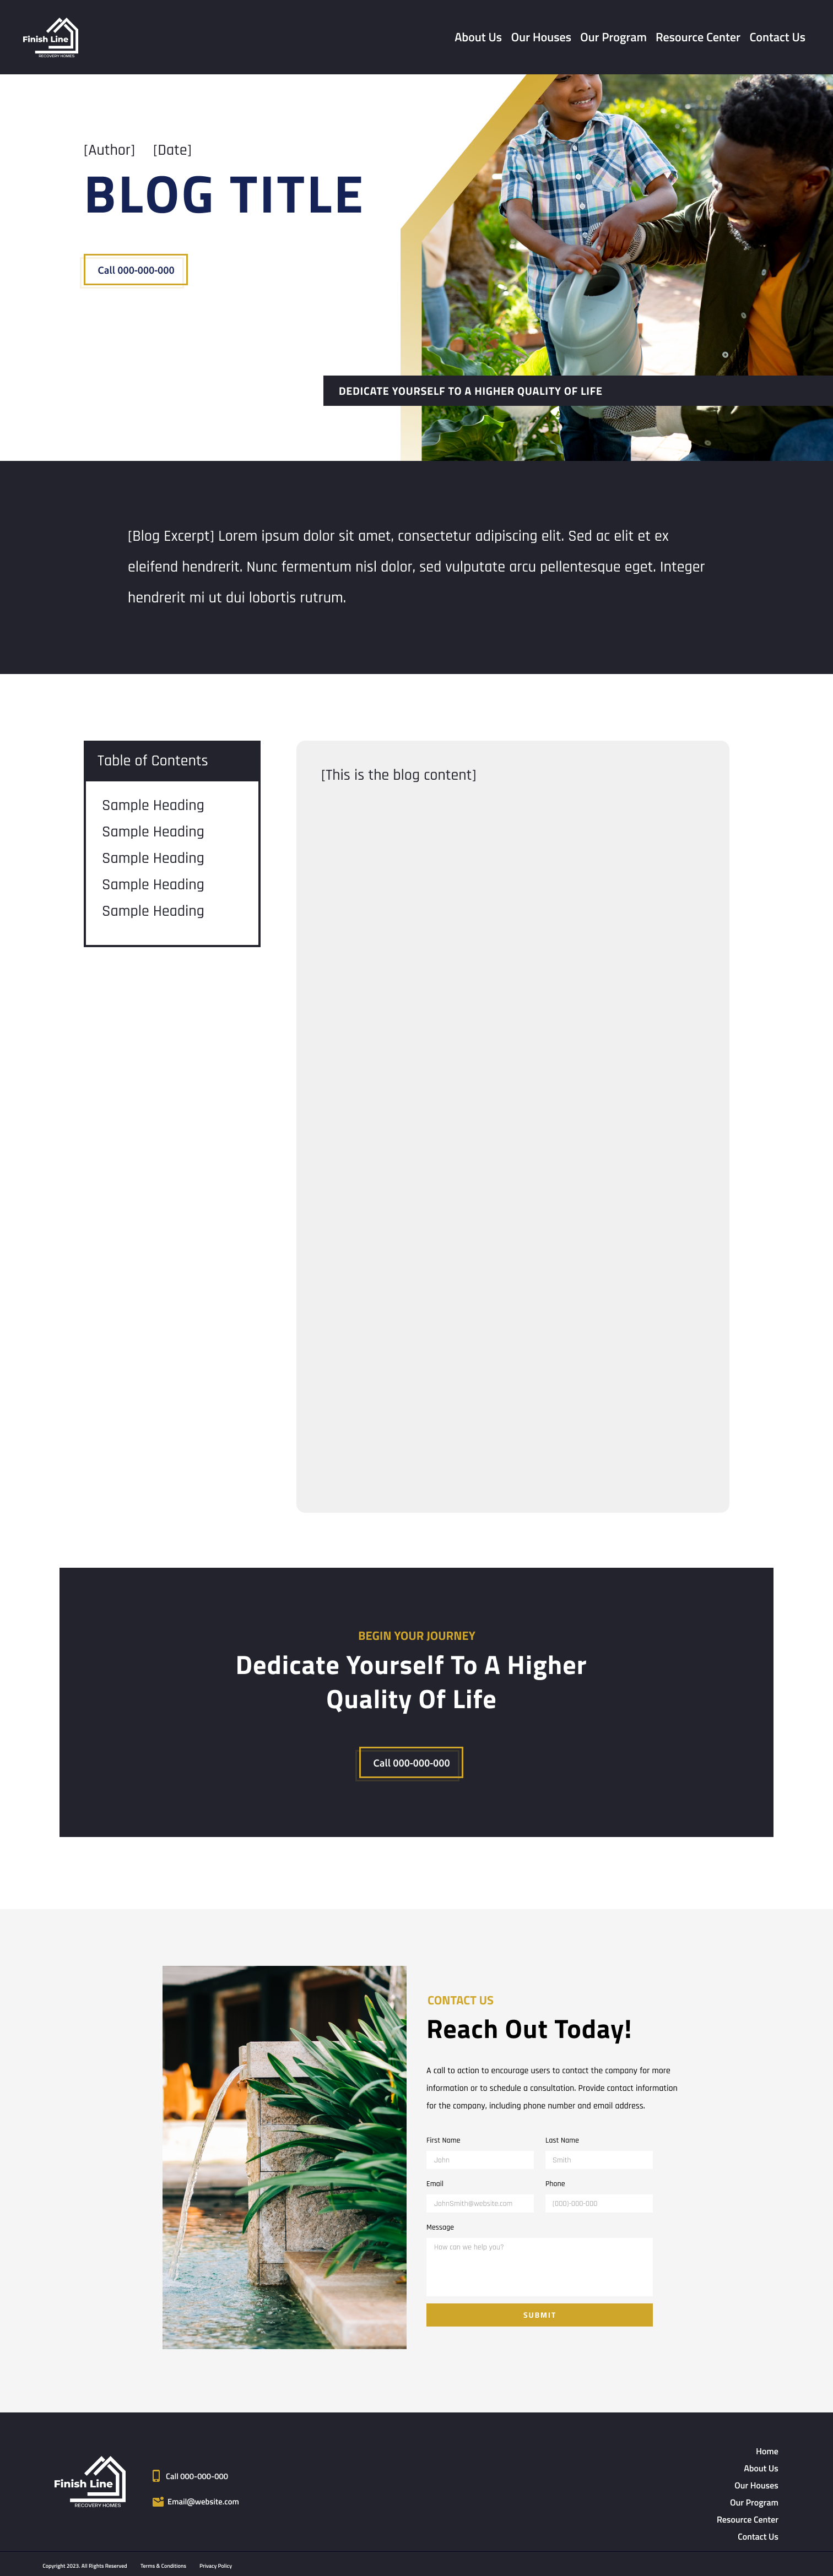 Finish Line
RECOVERY HOMES
About Us Our Houses Our Program Resource Center Contact Us
[Author] [Date]
BLOG TITLE
Call 000-000-000
DEDICATE YOURSELF TO A HIGHER QUALITY OF LIFE
[Blog Excerpt] Lorem ipsum dolor sit amet, consectetur adipiscing elit. Sed ac elit et ex
eleifend hendrerit. Nunc fermentum nisl dolor, sed vulputate arcu pellentesque eget. Integer
hendrerit mi ut dui lobortis rutrum.
Table of Contents
Sample Heading
Sample Heading
Sample Heading
Sample Heading
Sample Heading
[This is the blog content]
BEGIN YOUR JOURNEY
Dedicate Yourself To A Higher
Quality Of Life
Call 000-000-000
CONTACT US
Reach Out Today!
A call to action to encourage users to contact the company for more
information or to schedule a consultation. Provide contact information
for the company, including phone number and email address.
First Name Last Name
John Smith
Email Phone
JohnSmith@website.com (000)-000-000
Message
How can we help you?
SUBMIT
Finish Line
RECOVERY HOMES
Call 000-000-000
Email@website.com
Home
About Us
Our Houses
Our Program
Resource Center
Contact Us
Copyright 2023. All Rights Reserved Terms & Conditions Privacy Policy